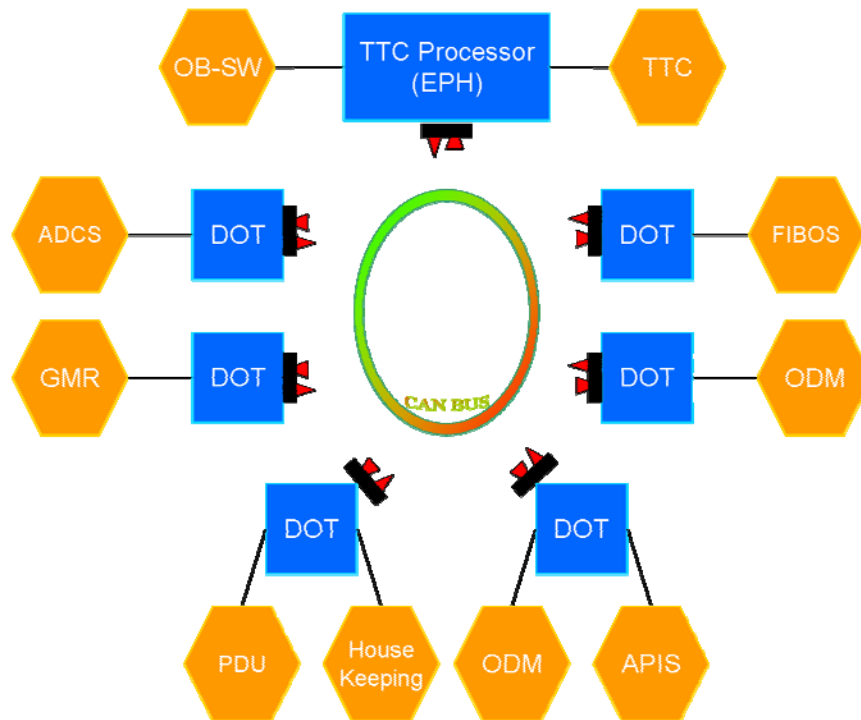 OB-SW
TTC Processor
(EPH)
TTC
ADCS
DOT
DOT
FIBOS
GMR
DOT
DOT
ODM
CAN BUS
DOT
DOT
PDU
House
Keeping
ODM
APIS